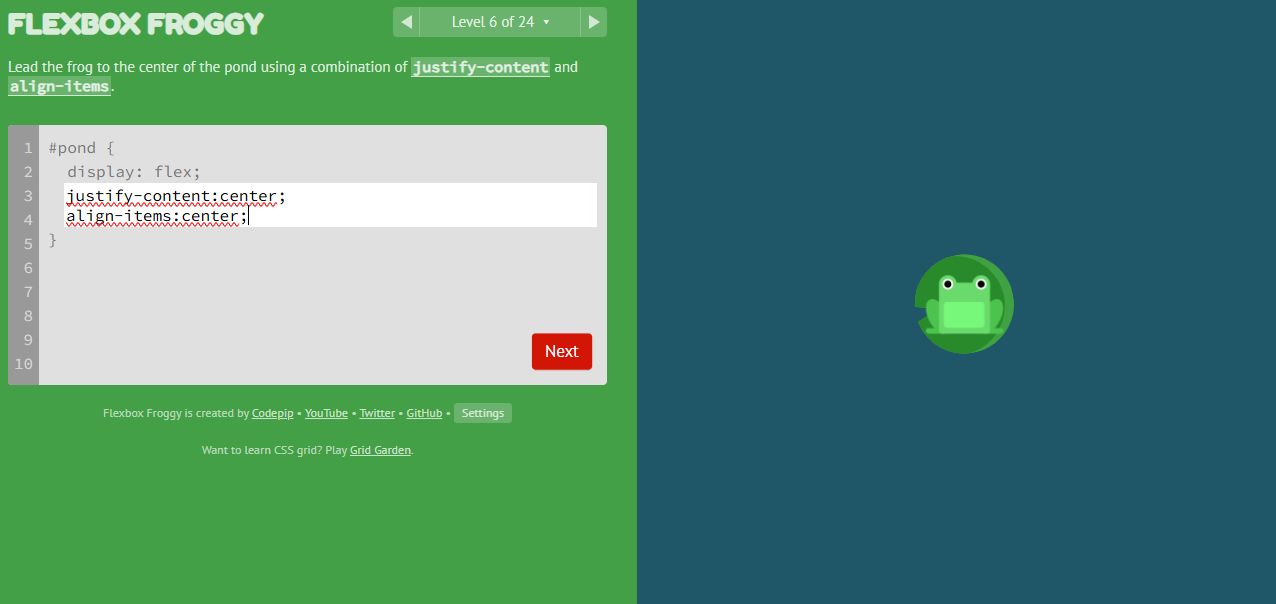 FLEXBOX FROGGY
Level 6 of 24
Lead the frog to the center of the pond using a combination of justify-content and
align-items.
1 #pond {
2 display: flex;
3 justify-content:center;
4 align-items:center;
5 }
6
7
8
9
10
Next
Flexbox Froggy is created by Codepip • YouTube • Twitter • GitHub • Settings
Want to learn CSS grid? Play Grid Garden.